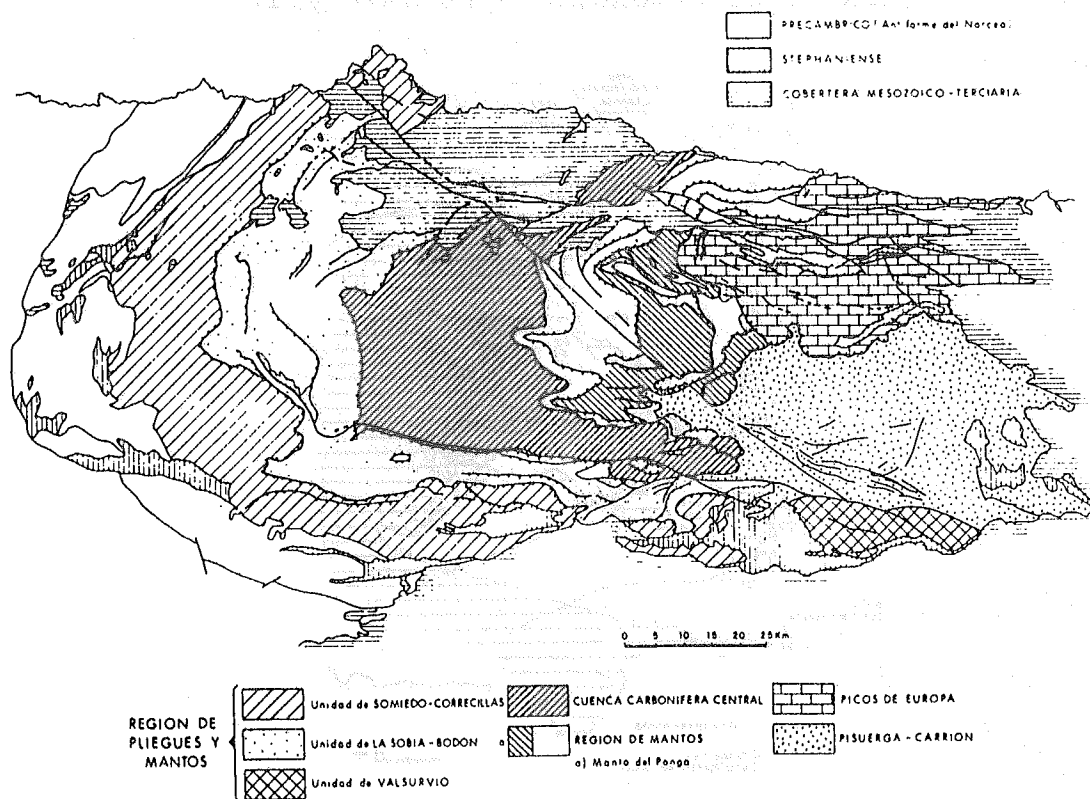 PRECAMBRICO (Antiforme del Narcea)
STEPHANIENSE
COBERTERA MESOZOICO-TERCIARIA
0 5 10 15 20 25 Km.
REGION DE
PLIEGUES Y
MANTOS
Unidad de SOMIEDO-CORRECILLAS
Unidad de LA SOBIA-BODON
Unidad de VALSURVIO
CUENCA CARBONIFERA CENTRAL
a
REGION DE MANTOS
a) Manto del Ponga
PICOS DE EUROPA
PISUERGA-CARRION